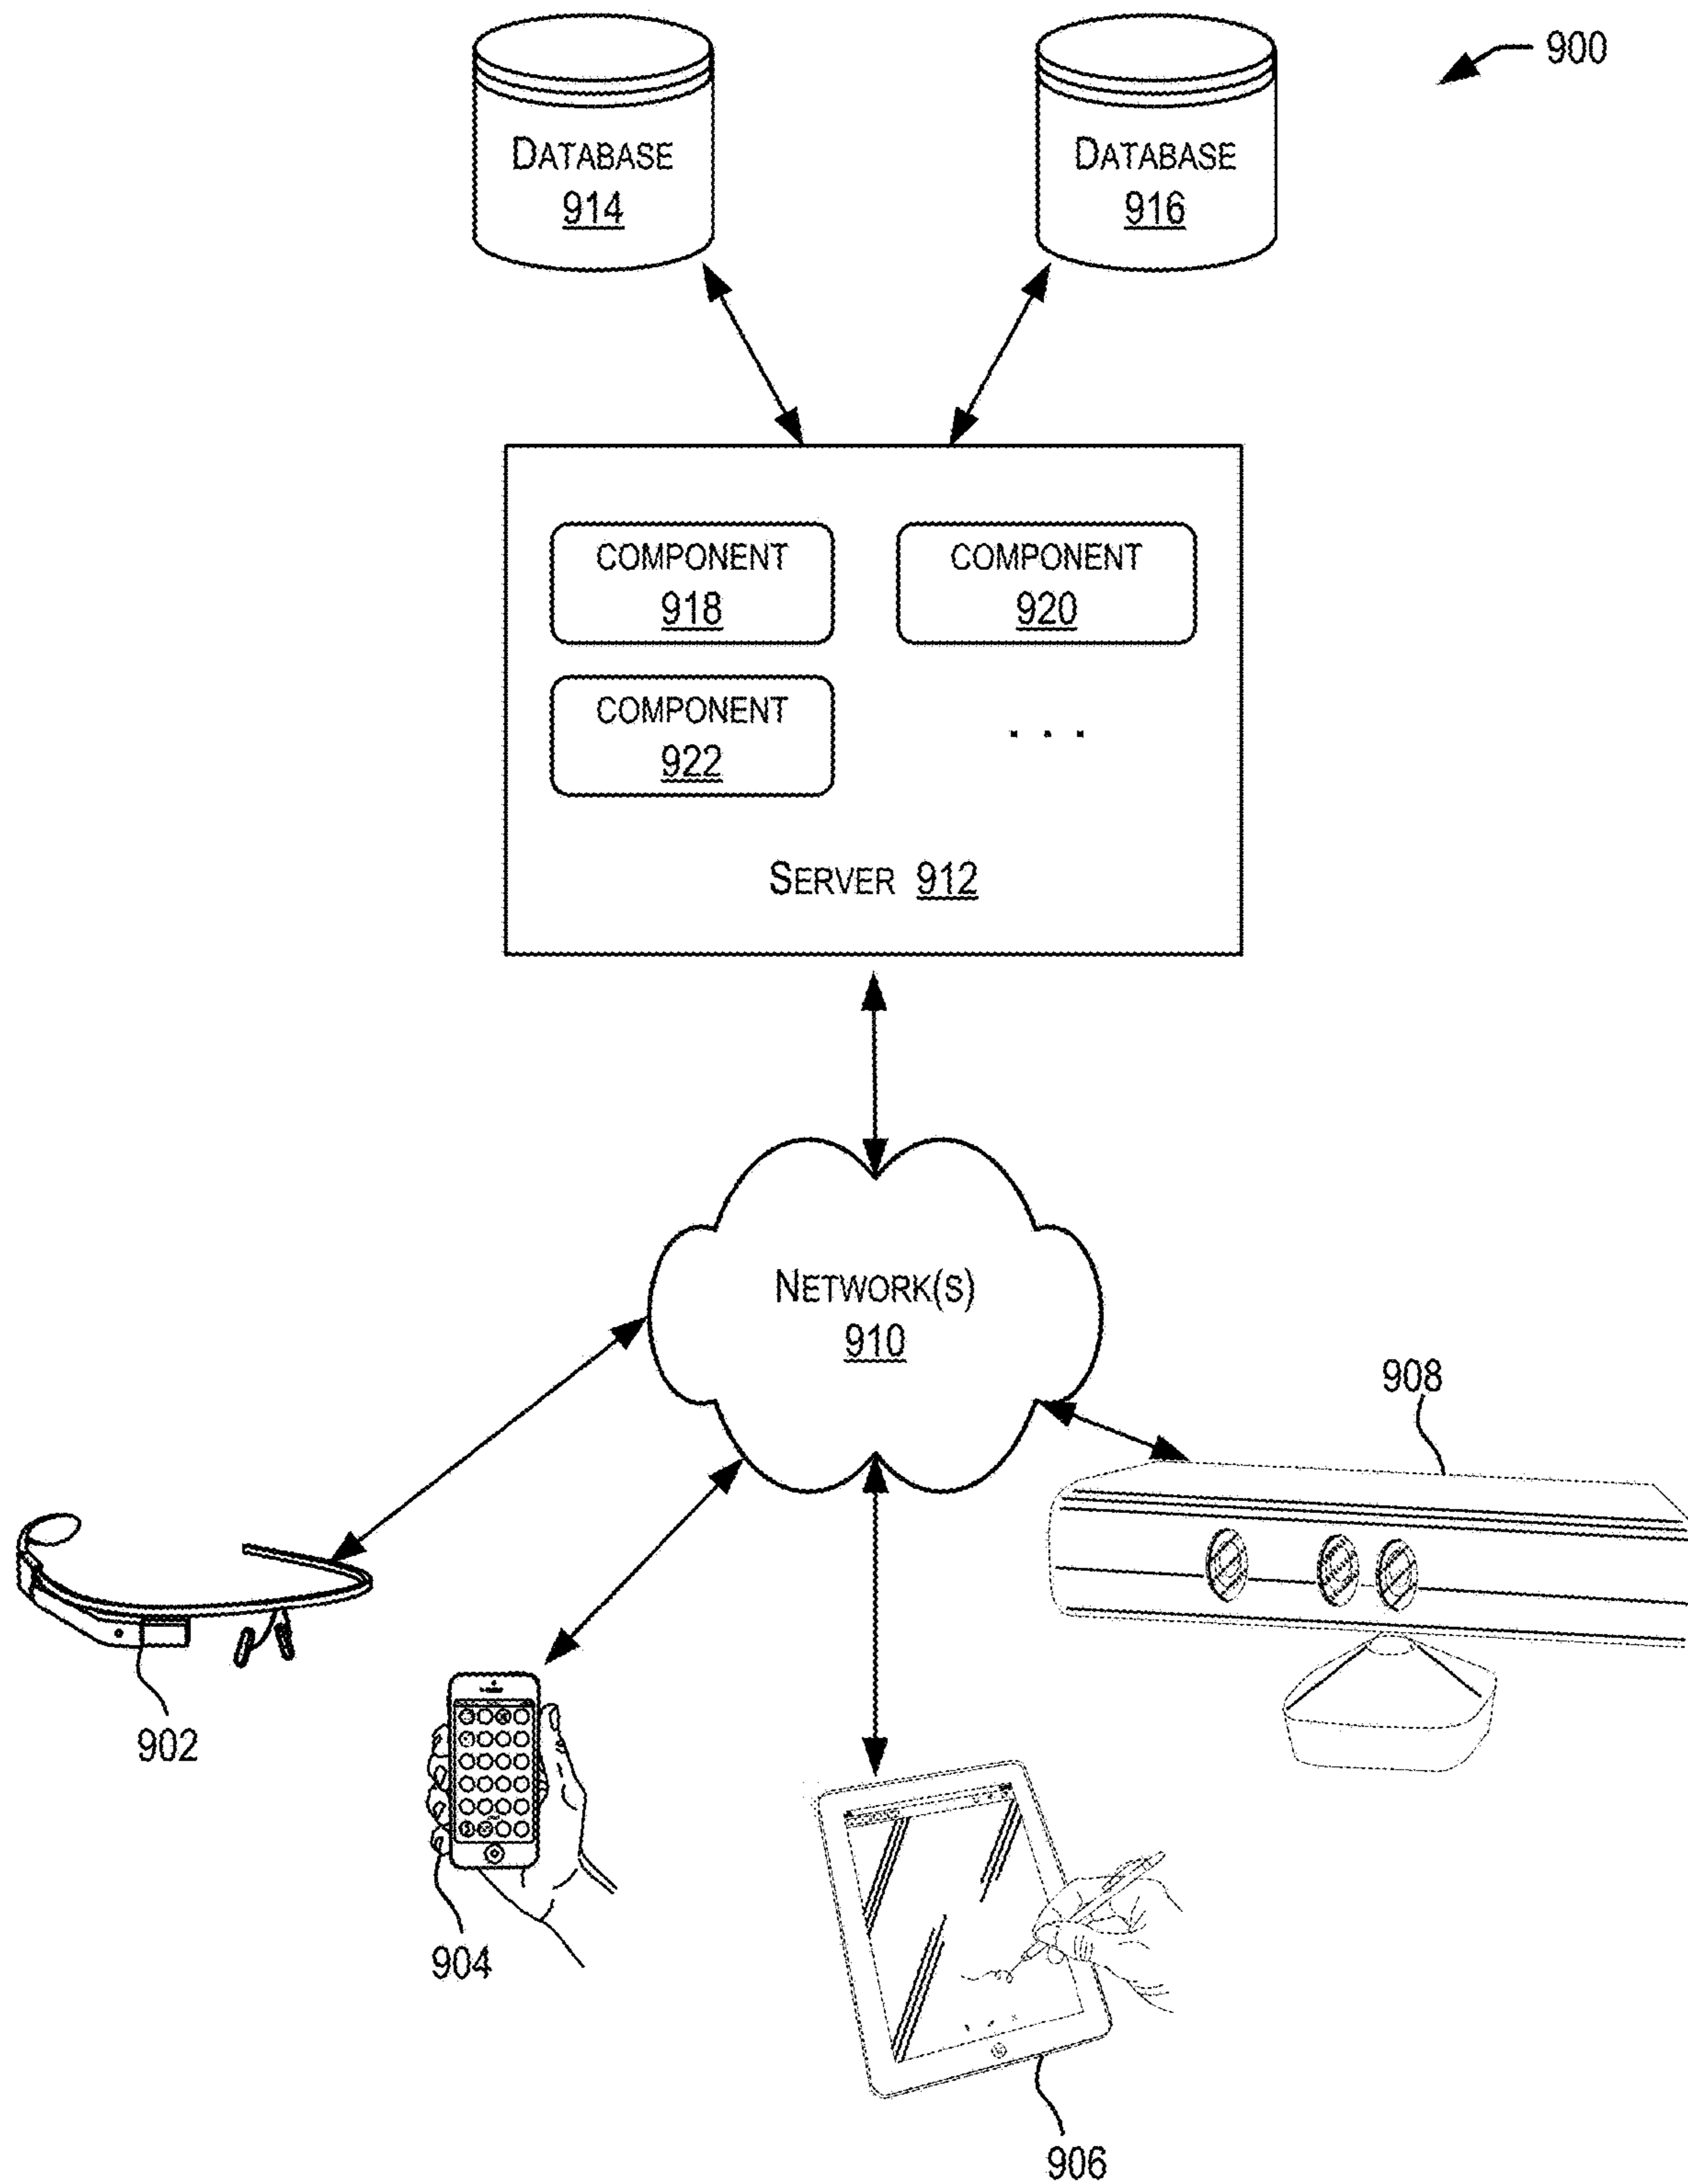 900
DATABASE
914
DATABASE
916
COMPONENT
918
COMPONENT
920
COMPONENT
922
. . .
SERVER 912
NETWORK(S)
910
908
902
904
906